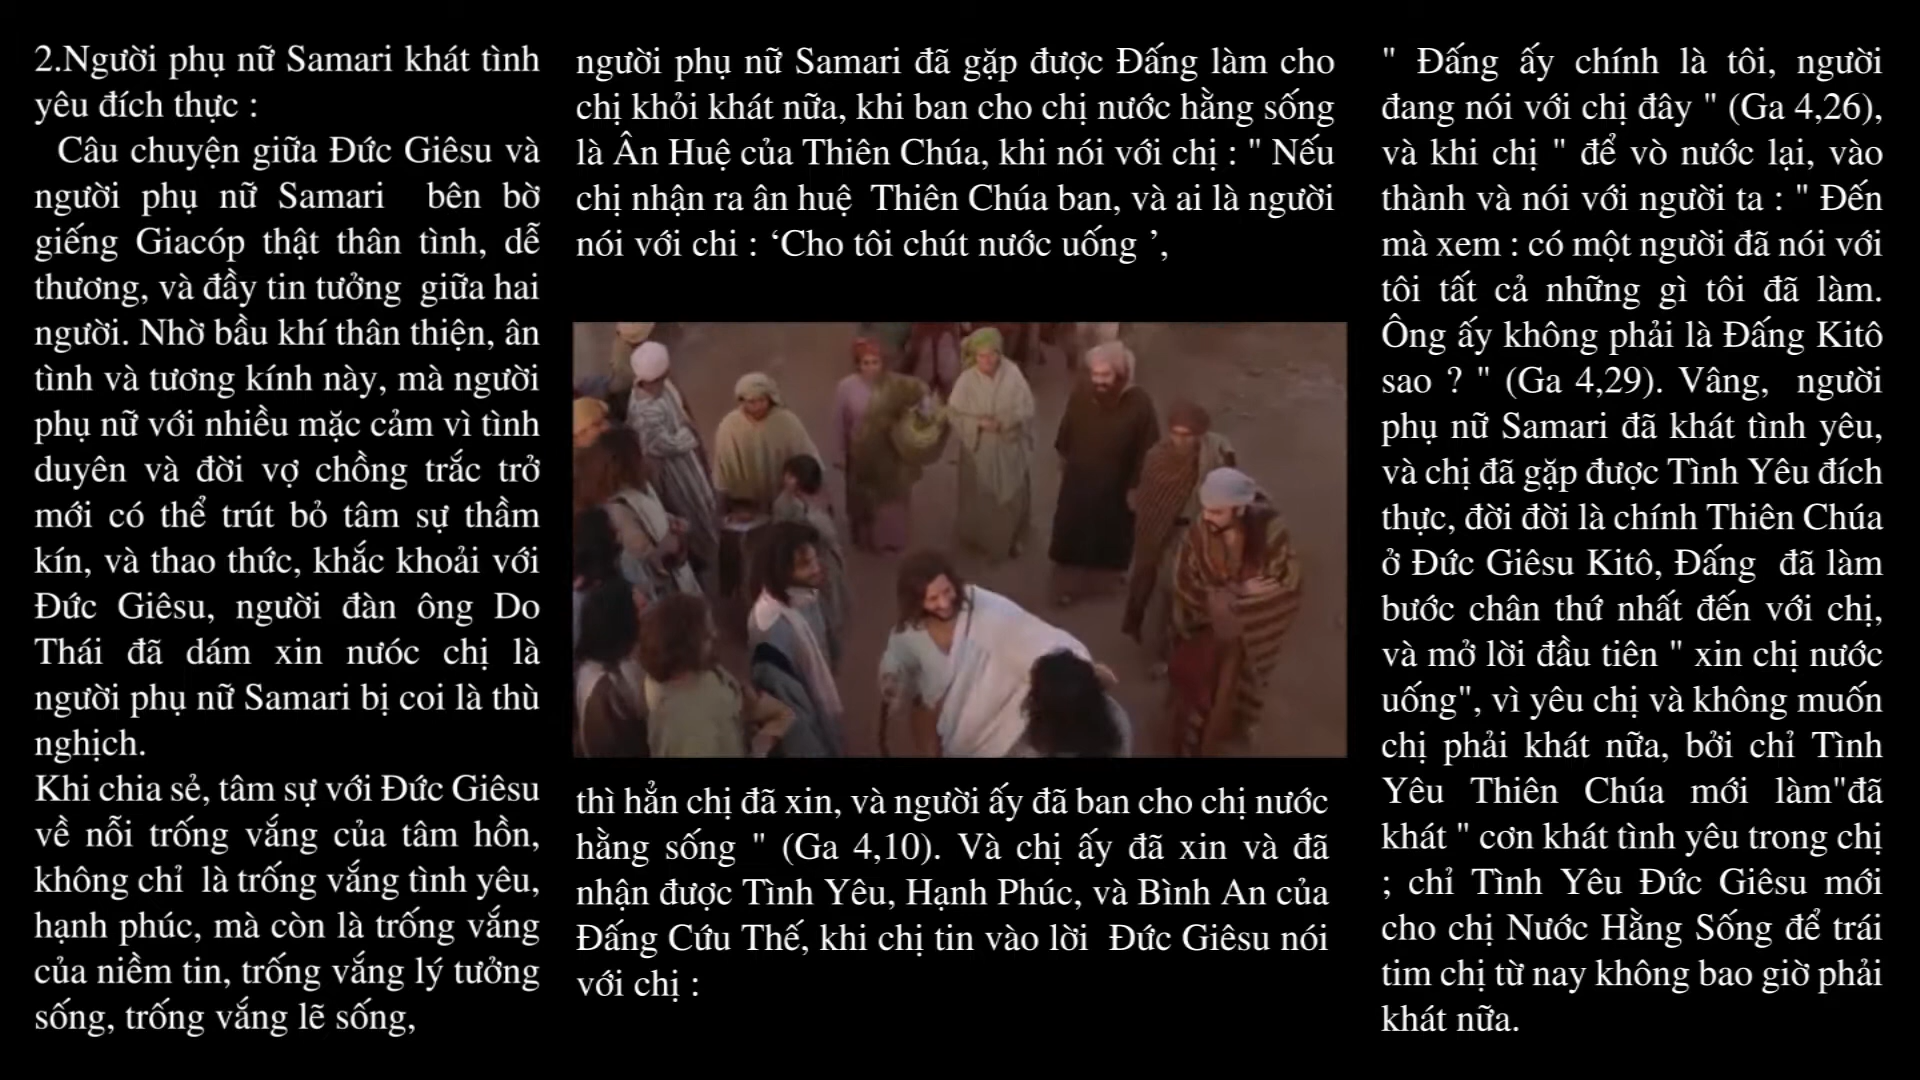 2.Người phụ nữ Samari khát tình
yêu đích thực :
Câu chuyện giữa Đức Giêsu và
người phụ nữ Samari bên bờ
giếng Giacóp thật thân tình, dễ
thương, và đầy tin tưởng giữa hai
người. Nhờ bầu khí thân thiện, ân
tình và tương kính này, mà người
phụ nữ với nhiều mặc cảm vì tình
duyên và đời vợ chồng trắc trở
mới có thể trút bỏ tâm sự thầm
kín, và thao thức, khắc khoải với
Đức Giêsu, người đàn ông Do
Thái đã dám xin nưóc chị là
người phụ nữ Samari bị coi là thù
nghịch.
Khi chia sẻ, tâm sự với Đức Giêsu
về nỗi trống vắng của tâm hồn,
không chỉ là trống vắng tình yêu,
hạnh phúc, mà còn là trống vắng
của niềm tin, trống vắng lý tưởng
sống, trống vắng lẽ sống,
người phụ nữ Samari đã gặp được Đấng làm cho
chị khỏi khát nữa, khi ban cho chị nước hằng sống
là Ân Huệ của Thiên Chúa, khi nói với chị : " Nếu
chị nhận ra ân huệ Thiên Chúa ban, và ai là người
nói với chi : ‘Cho tôi chút nước uống ’,
thì hẳn chị đã xin, và người ấy đã ban cho chị nước
hằng sống " (Ga 4,10). Và chị ấy đã xin và đã
nhận được Tình Yêu, Hạnh Phúc, và Bình An của
Đấng Cứu Thế, khi chị tin vào lời Đức Giêsu nói
với chị :
" Đấng ấy chính là tôi, người
đang nói với chị đây " (Ga 4,26),
và khi chị " để vò nước lại, vào
thành và nói với người ta : " Đến
mà xem : có một người đã nói với
tôi tất cả những gì tôi đã làm.
Ông ấy không phải là Đấng Kitô
sao ? " (Ga 4,29). Vâng, người
phụ nữ Samari đã khát tình yêu,
và chị đã gặp được Tình Yêu đích
thực, đời đời là chính Thiên Chúa
ở Đức Giêsu Kitô, Đấng đã làm
bước chân thứ nhất đến với chị,
và mở lời đầu tiên " xin chị nước
uống", vì yêu chị và không muốn
chị phải khát nữa, bởi chỉ Tình
Yêu Thiên Chúa mới làm"đã
khát " cơn khát tình yêu trong chị
; chỉ Tình Yêu Đức Giêsu mới
cho chị Nước Hằng Sống để trái
tim chị từ nay không bao giờ phải
khát nữa.